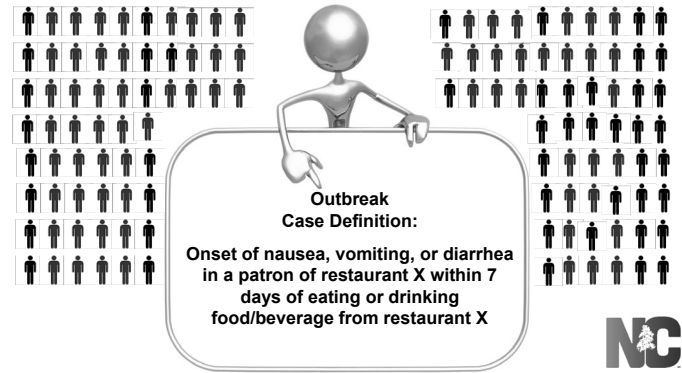 Outbreak
Case Definition:
Onset of nausea, vomiting, or diarrhea
in a patron of restaurant X within 7
days of eating or drinking
food/beverage from restaurant X
NC